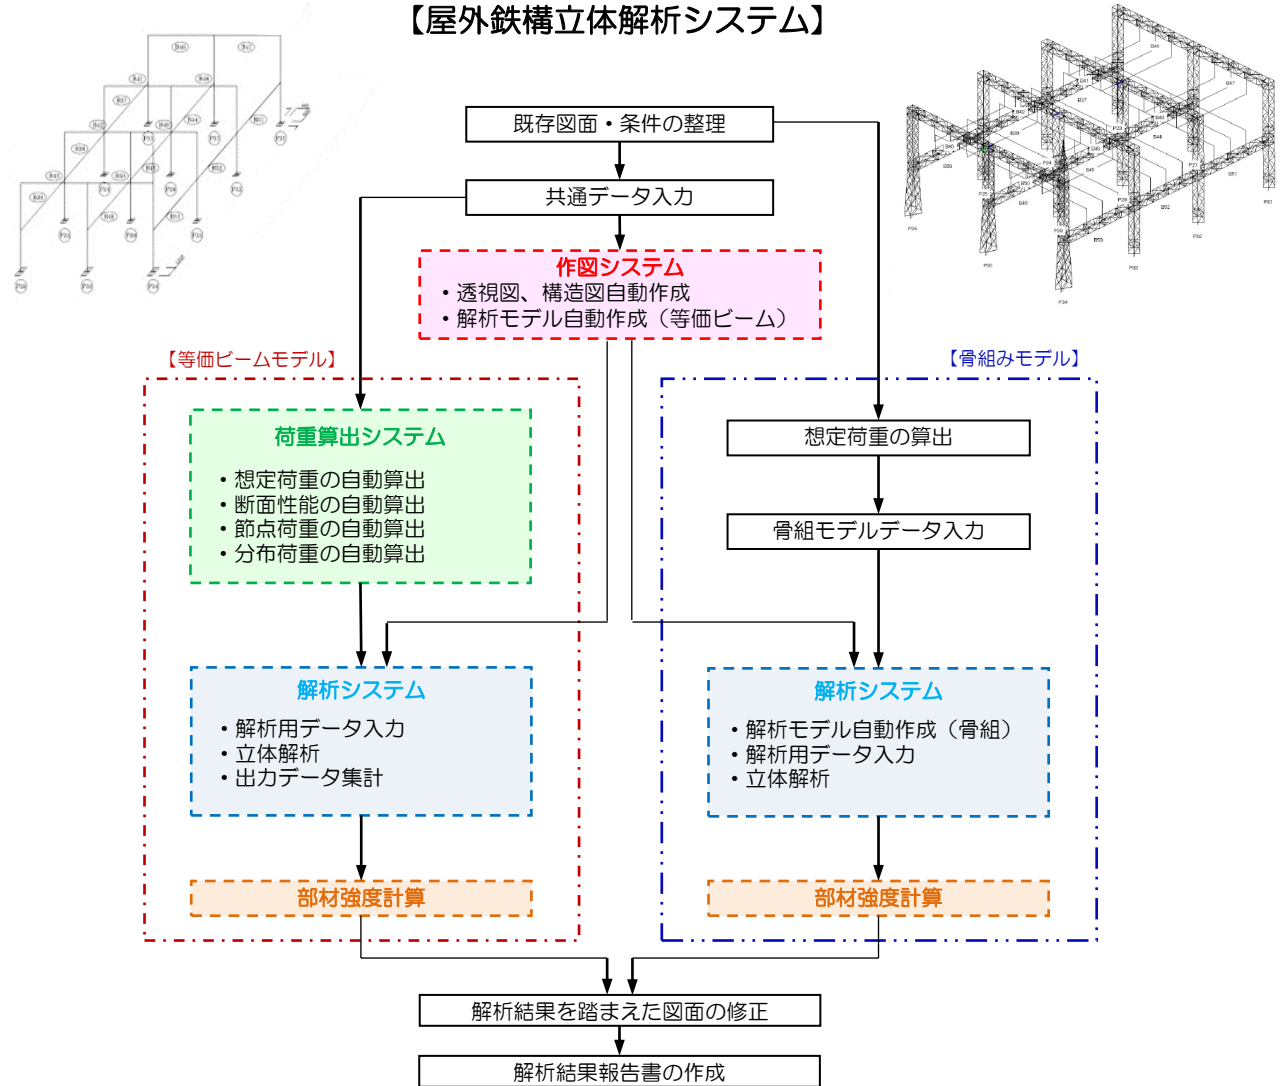 【屋外鉄構立体解析システム】
既存図面・条件の整理
共通データ入力
作図システム
・透視図、構造図自動作成
・解析モデル自動作成（等価ビーム）
【等価ビームモデル】
【骨組みモデル】
荷重算出システム
・想定荷重の自動算出
・断面性能の自動算出
・節点荷重の自動算出
・分布荷重の自動算出
想定荷重の算出
骨組モデルデータ入力
解析システム
・解析用データ入力
・立体解析
・出力データ集計
解析システム
・解析モデル自動作成（骨組）
・解析用データ入力
・立体解析
部材強度計算
部材強度計算
解析結果を踏まえた図面の修正
解析結果報告書の作成